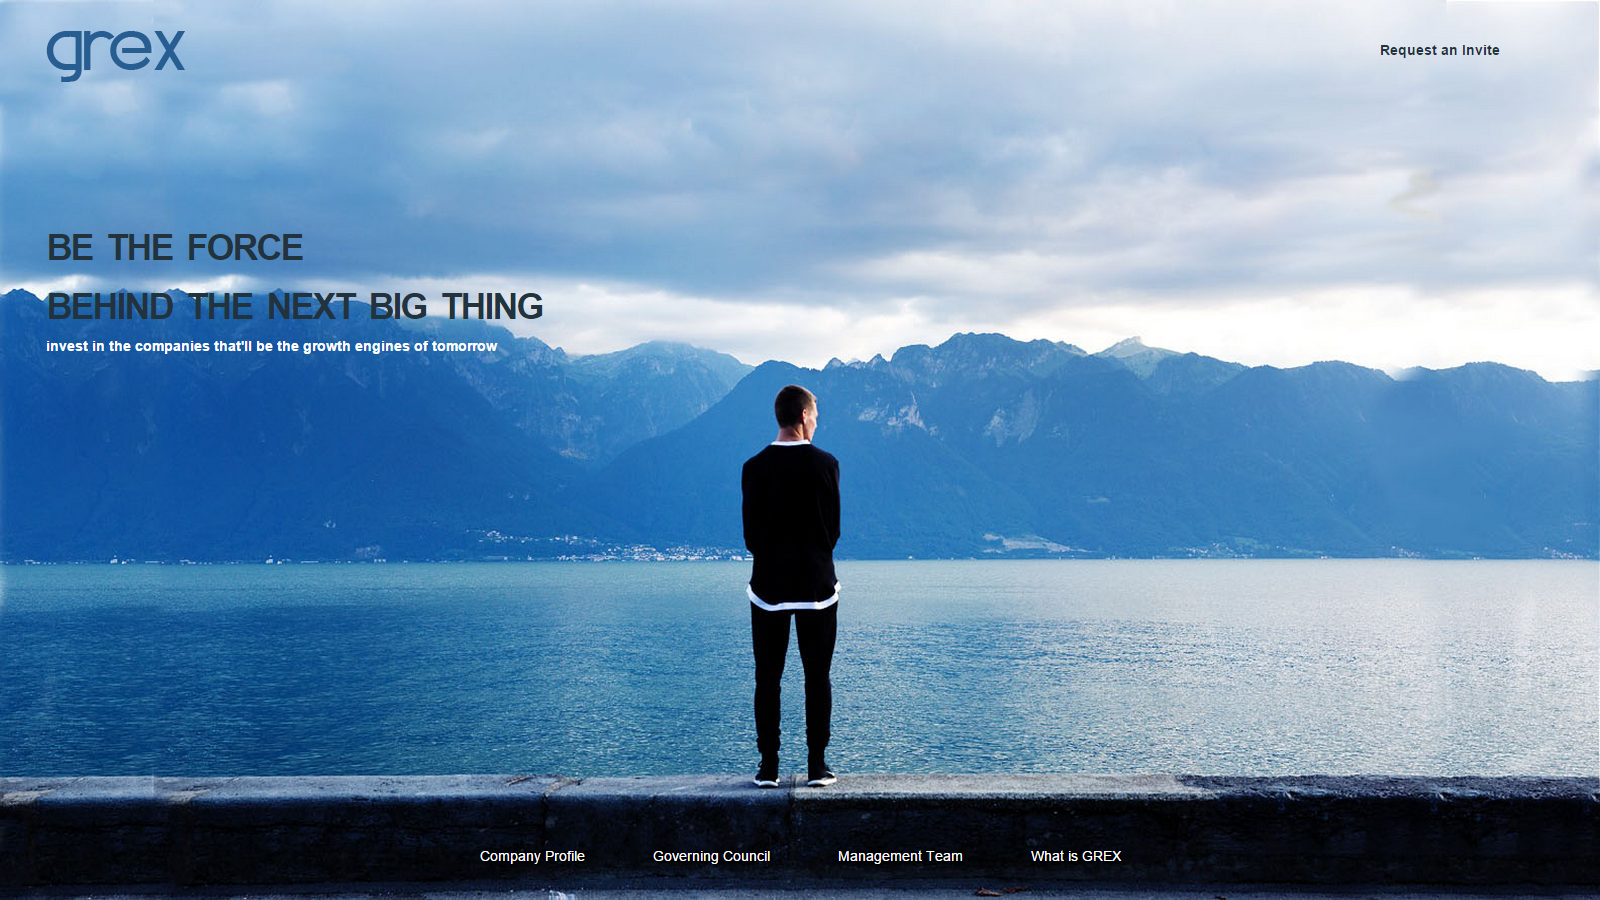 grex
Request an Invite
BE THE FORCE
BEHIND THE NEXT BIG THING
invest in the companies that'll be the growth engines of tomorrow
Company Profile
Governing Council
Management Team
What is GREX